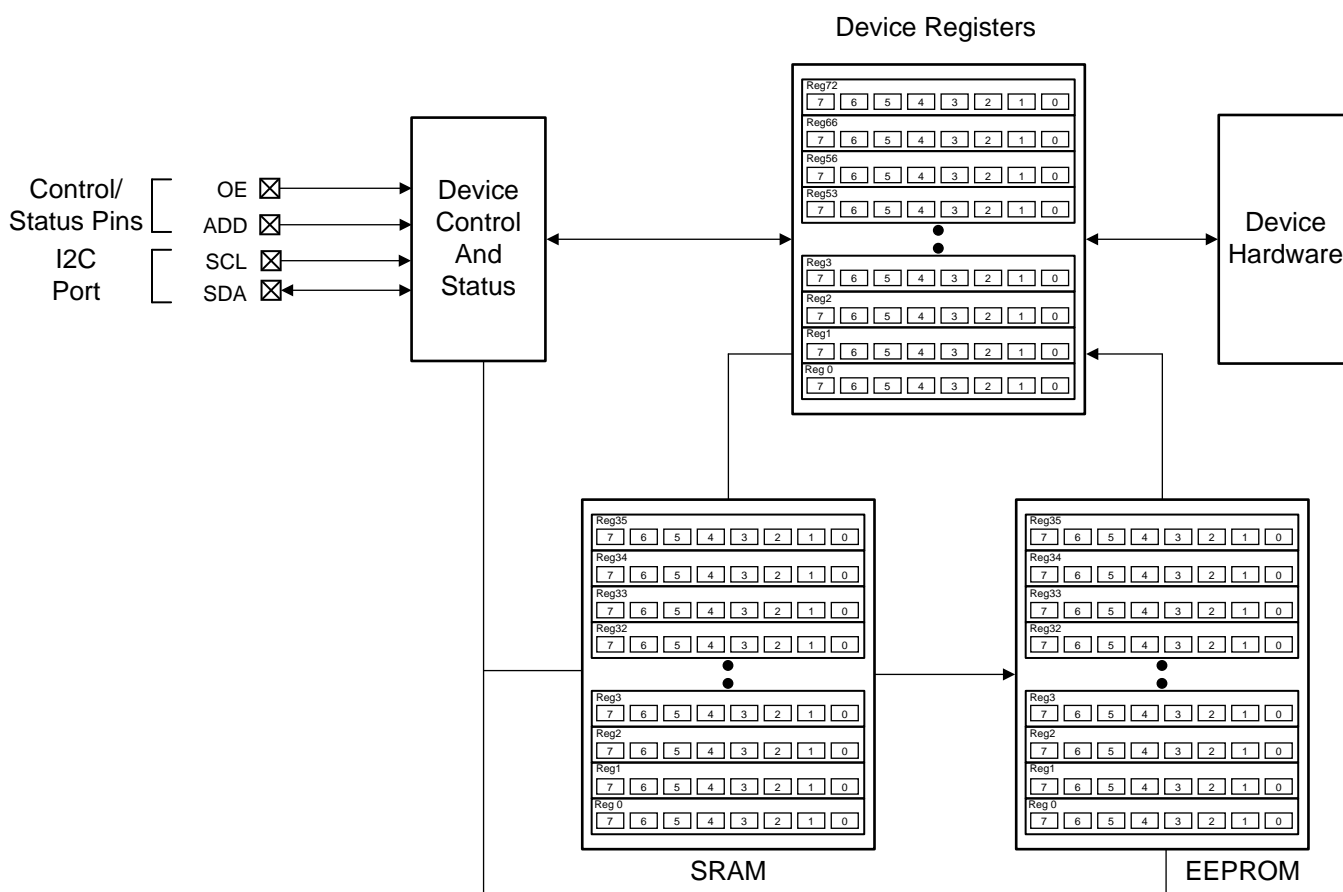 Device Registers
Control/
Status Pins
I2C
Port
OE
ADD
SCL
SDA
Device
Control
And
Status
Reg72
7 6 5 4 3 2 1 0
Reg66
7 6 5 4 3 2 1 0
Reg56
7 6 5 4 3 2 1 0
Reg53
7 6 5 4 3 2 1 0
Reg3
7 6 5 4 3 2 1 0
Reg2
7 6 5 4 3 2 1 0
Reg1
7 6 5 4 3 2 1 0
Reg 0
7 6 5 4 3 2 1 0
Device
Hardware
Reg35
7 6 5 4 3 2 1 0
Reg34
7 6 5 4 3 2 1 0
Reg33
7 6 5 4 3 2 1 0
Reg32
7 6 5 4 3 2 1 0
Reg3
7 6 5 4 3 2 1 0
Reg2
7 6 5 4 3 2 1 0
Reg1
7 6 5 4 3 2 1 0
Reg 0
7 6 5 4 3 2 1 0
SRAM
Reg35
7 6 5 4 3 2 1 0
Reg34
7 6 5 4 3 2 1 0
Reg33
7 6 5 4 3 2 1 0
Reg32
7 6 5 4 3 2 1 0
Reg3
7 6 5 4 3 2 1 0
Reg2
7 6 5 4 3 2 1 0
Reg1
7 6 5 4 3 2 1 0
Reg 0
7 6 5 4 3 2 1 0
EEPROM